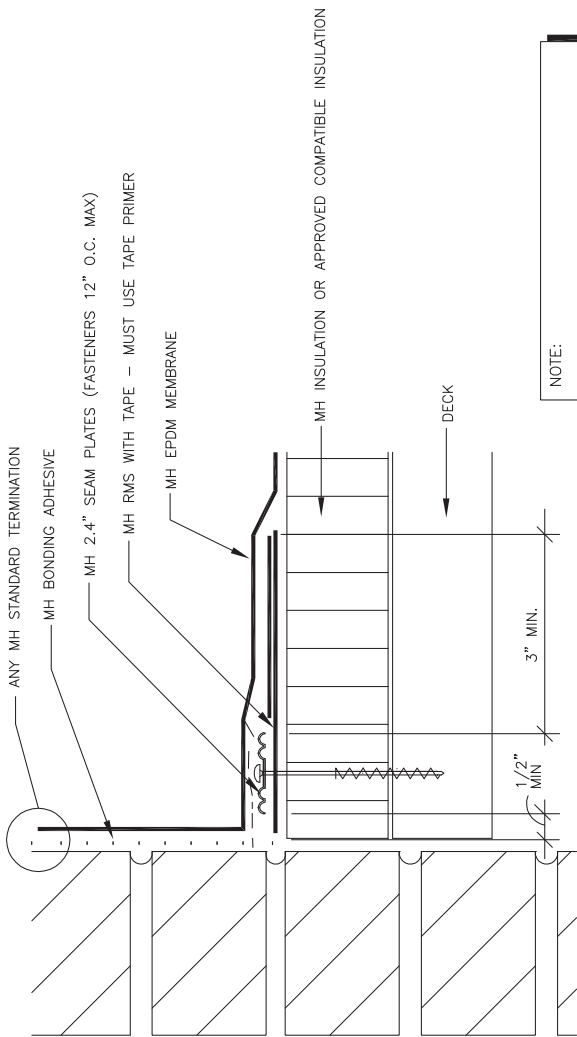 ANY MH STANDARD TERMINATION
MH BONDING ADHESIVE
MH 2.4" SEAM PLATES (FASTENERS 12" O.C. MAX)
MH RMS WITH TAPE – MUST USE TAPE PRIMER
MH EPDM MEMBRANE
MH INSULATION OR APPROVED COMPATIBLE INSULATION
DECK
3" MIN.
1/2"
MIN
NOTE: